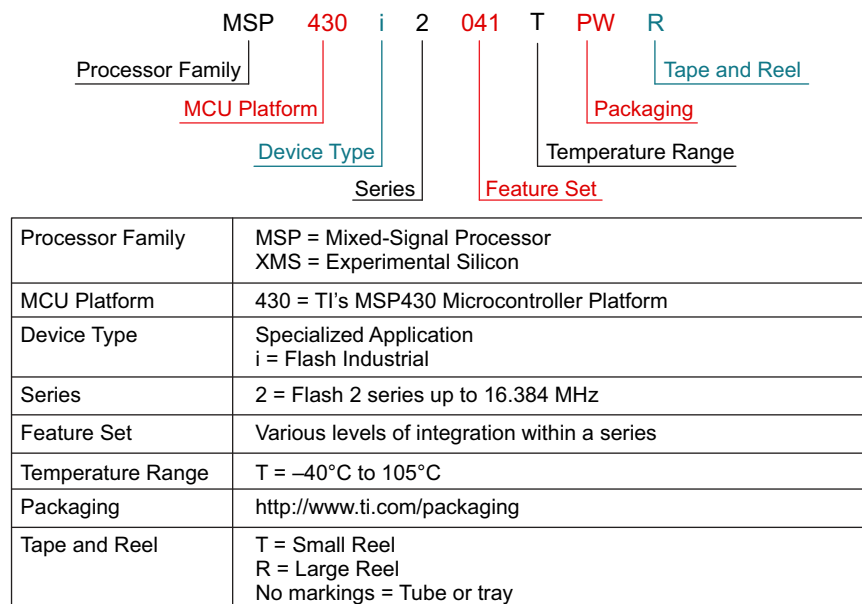 MSP 430 i 2 041 T PW R
Processor Family Tape and Reel
MCU Platform Packaging
Device Type Temperature Range
Series Feature Set
Processor Family MSP = Mixed-Signal Processor
XMS = Experimental Silicon
MCU Platform 430 = TI’s MSP430 Microcontroller Platform
Device Type Specialized Application
i = Flash Industrial
Series 2 = Flash 2 series up to 16.384 MHz
Feature Set Various levels of integration within a series
Temperature Range T = –40°C to 105°C
Packaging http://www.ti.com/packaging
Tape and Reel T = Small Reel
R = Large Reel
No markings = Tube or tray